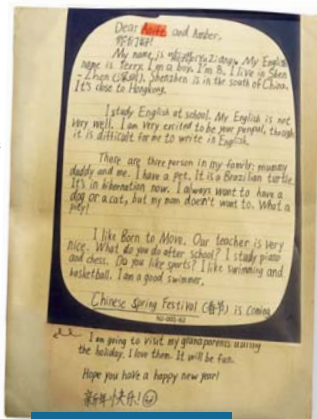 Dear and Amber.
你们好!
My name is Ziang. My English
name is Terry. I'm a boy. I'm 8. I live in Shen
-Zhen (深圳). Shenzhen is in the south of China.
It's close to Hongkong.
I study English at school. My English is not
very well. I am very excited to be your penpal, though
it is difficult for me to write in English.
There are three person in my family: mummy
daddy and me. I have a pet. It is a Brazilian turtle.
It's in hibernation now. I always want to have a
dog or a cat, but my mom doesn't want to. What a
pity!
I like Born to Move. Our teacher is very
nice. What do you do after school? I study piano
and chess. Do you like sports? I like swimming and
basketball. I am a good swimmer.
Chinese Spring Festival (春节) is coming
I am going to visit my grandparents during
the holiday. I love them. It will be fun.
Hope you have a happy new year!
新年快乐!